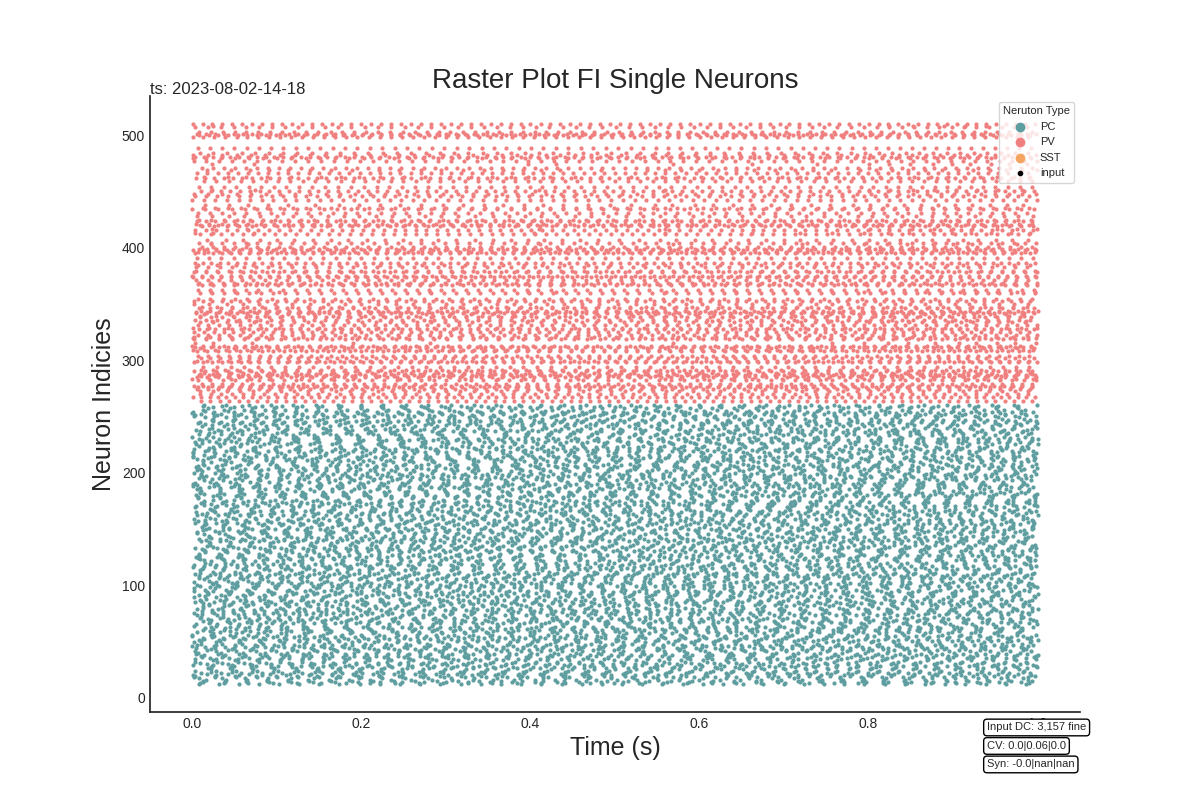 Raster Plot FI Single Neurons
ts: 2023-08-02-14-18
Neruton Type
PC
PV
SST
input
500
400
300
200
100
0
Neuron Indicies
0.0 0.2 0.4 0.6 0.8
Time (s)
Input DC: 3,157 fine
CV: 0.0|0.06|0.0
Syn: -0.0|nan|nan